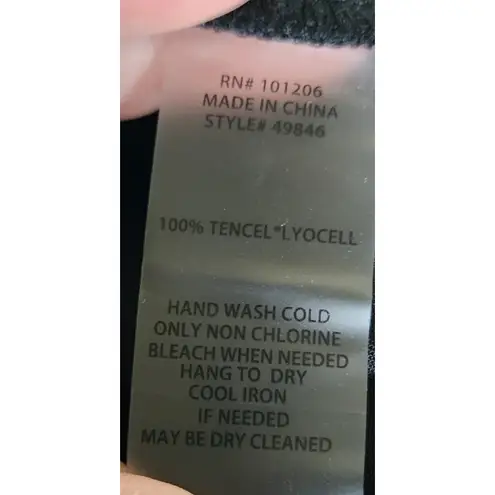 RN# 101206
MADE IN CHINA
STYLE# 49846
100% TENCEL®LYOCELL
HAND WASH COLD
ONLY NON CHLORINE
BLEACH WHEN NEEDED
HANG TO DRY
COOL IRON
IF NEEDED
MAY BE DRY CLEANED